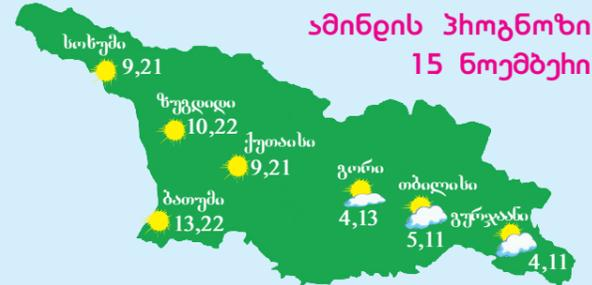 ამინდის პროგნოზი
15 ნოემბერი
სოხუმი
9,21
ზუგდიდი
10,22
ქუთაისი
9,21
ბათუმი
13,22
გორი
4,13
თბილისი
5,11
გურჯაანი
4,11